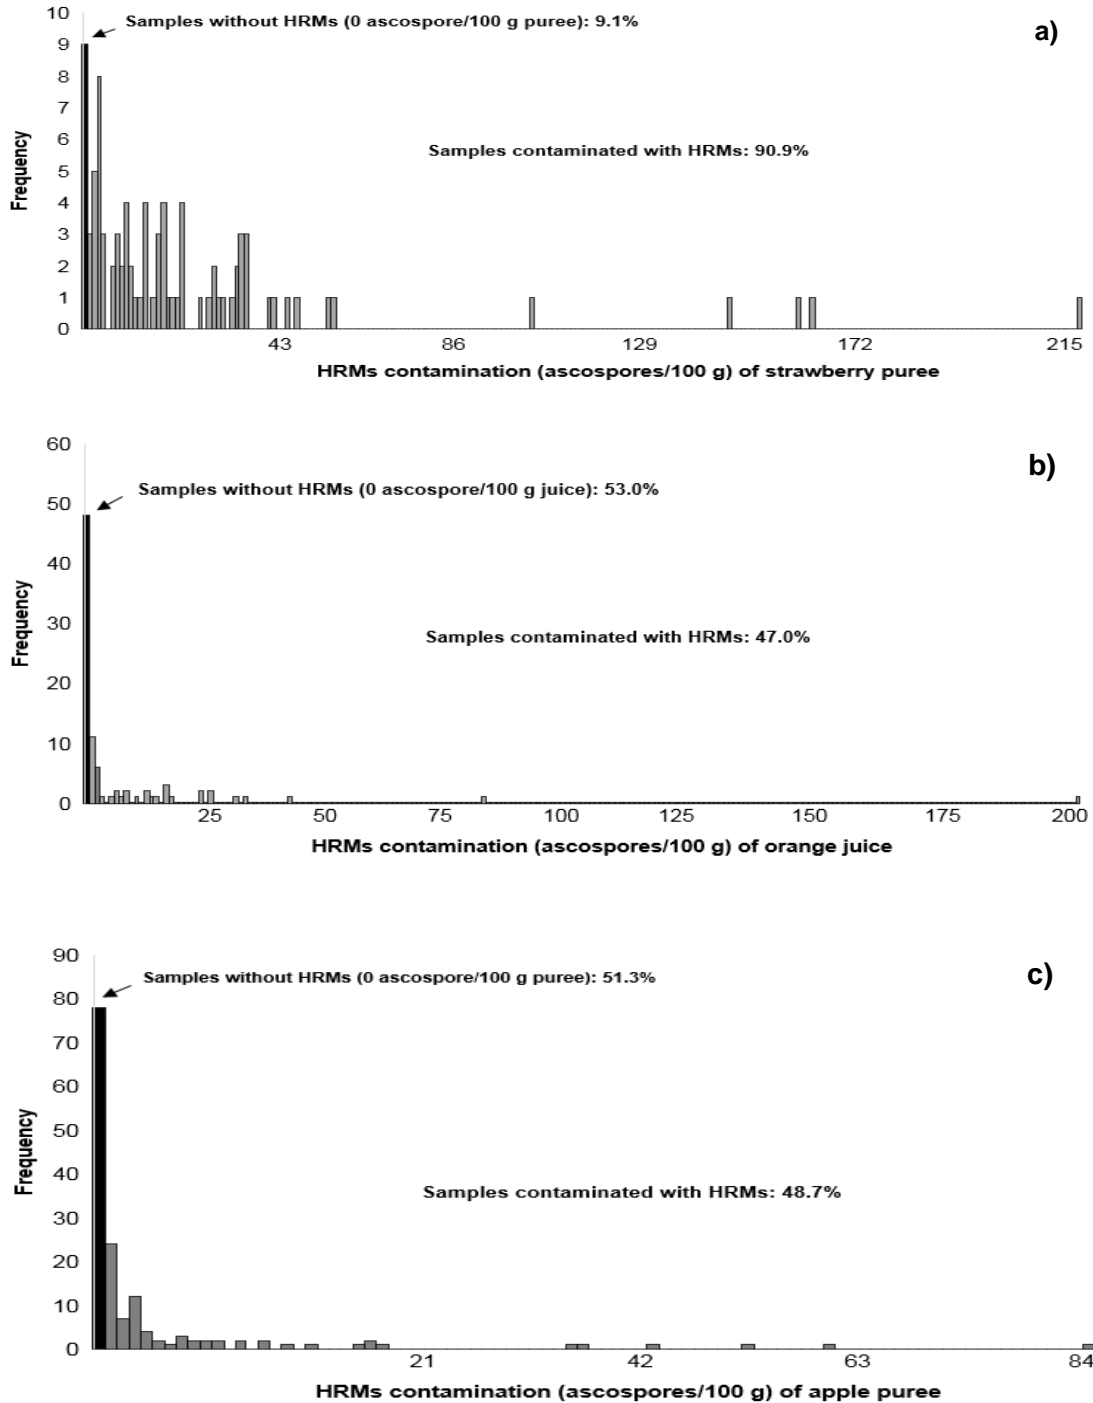 a)
Samples without HRMs (0 ascospore/100 g puree): 9.1%
Samples contaminated with HRMs: 90.9%
Frequency
10
9
8
7
6
5
4
3
2
1
0
43 86 129 172 215
HRMs contamination (ascospores/100 g) of strawberry puree
b)
Samples without HRMs (0 ascospore/100 g juice): 53.0%
Samples contaminated with HRMs: 47.0%
Frequency
60
50
40
30
20
10
0
25 50 75 100 125 150 175 200
HRMs contamination (ascospores/100 g) of orange juice
c)
Samples without HRMs (0 ascospore/100 g puree): 51.3%
Samples contaminated with HRMs: 48.7%
Frequency
90
80
70
60
50
40
30
20
10
0
21 42 63 84
HRMs contamination (ascospores/100 g) of apple puree